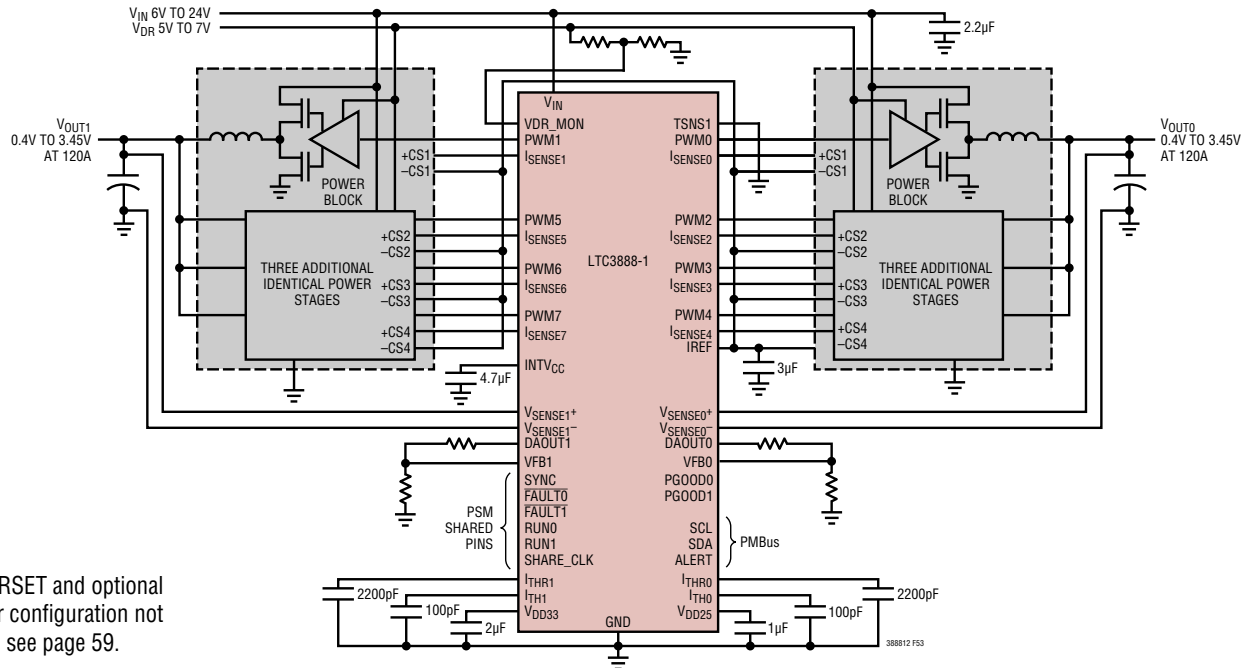 VIN 6V TO 24V
VDR 5V TO 7V
2.2µF
VOUT1
0.4V TO 3.45V
AT 120A
POWER
BLOCK
+CS1
–CS1
THREE ADDITIONAL
IDENTICAL POWER
STAGES
+CS2
–CS2
+CS3
–CS3
+CS4
–CS4
4.7µF
VIN
VDR_MON
PWM1
ISENSE1
PWM5
ISENSE5
PWM6
ISENSE6
PWM7
ISENSE7
INTVCC
VSENSE1+
VSENSE1–
DAOUT1
VFB1
SYNC
FAULT0
FAULT1
RUN0
RUN1
SHARE_CLK
ITHR1
ITH1
VDD33
PSM
SHARED
PINS
LTC3888-1
GND
TSNS1
PWM0
ISENSE0
PWM2
ISENSE2
PWM3
ISENSE3
PWM4
ISENSE4
IREF
VSENSE0+
VSENSE0–
DAOUT0
VFB0
PGOOD0
PGOOD1
SCL
SDA
ALERT
PMBus
ITHR0
ITH0
VDD25
3µF
+CS1
–CS1
POWER
BLOCK
+CS2
–CS2
+CS3
–CS3
+CS4
–CS4
THREE ADDITIONAL
IDENTICAL POWER
STAGES
VOUT0
0.4V TO 3.45V
AT 120A
2200pF
100pF
2µF
1µF
100pF
2200pF
388812 F53
RSET and optional
r configuration not
see page 59.